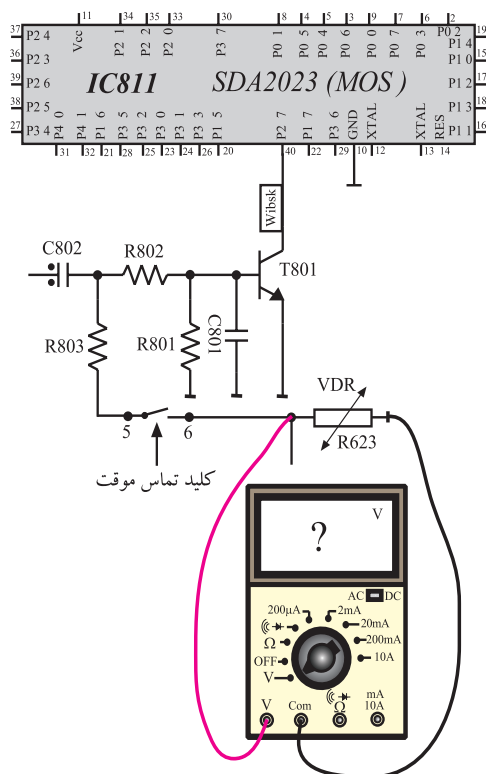 11 34 35 33 30 8 4 5 3 9 7 6 2
37 P2 4 Vcc P2 1 P2 2 P2 0 P3 7 P0 1 P0 5 P0 4 P0 6 P0 0 P0 7 P0 3 P0 2 P1 4 19
36 P2 3 P1 0 15
39 P2 6 IC811 SDA2023 (MOS) P1 2 17
38 P2 5 P1 3 18
27 P3 4 P4 0 P4 1 P1 6 P3 5 P3 2 P3 0 P3 1 P3 3 P1 5 P2 7 P1 7 P3 6 GND XTAL XTAL RES P1 1 16
31 32 21 28 25 23 24 26 20 40 22 29 10 12 13 14
Wibsk
C802
R802
T801
R803
R801
C801
VDR
5
6
R623
کلید تماس موقت
V
?
AC DC
200µA
2mA
20mA
Ω
200mA
OFF
10A
V
V
Com
Ω
mA
10A